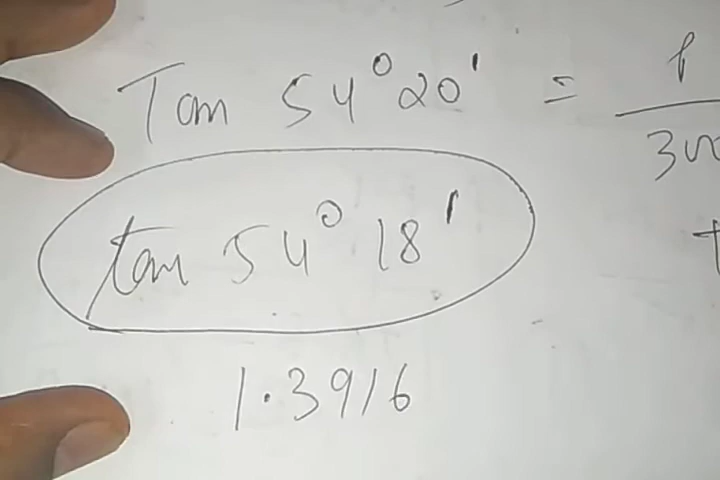 Tan 54° 20' =
tan 54° 18'
1.3916